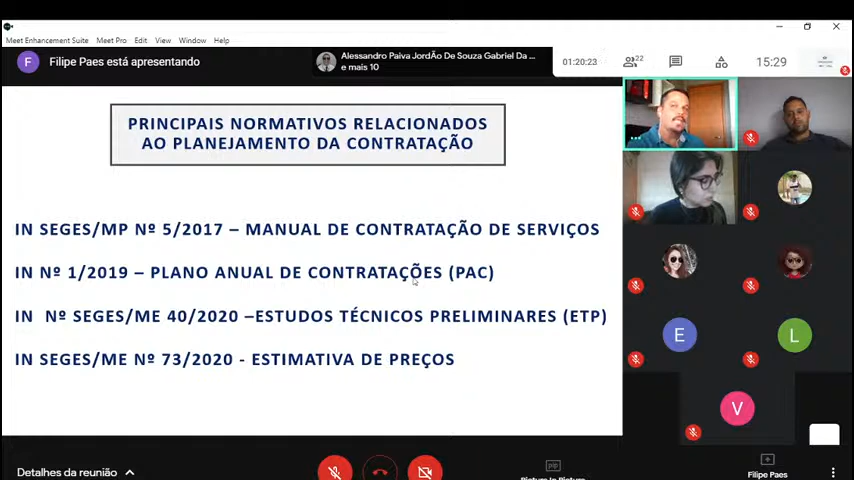 Meet Enhancement Suite Meet Pro Edit View Window Help
F Filipe Paes está apresentando
Alessandro Paiva JordÃo De Souza Gabriel Da ...
e mais 10
01:20:23
22
15:29
PRINCIPAIS NORMATIVOS RELACIONADOS
AO PLANEJAMENTO DA CONTRATAÇÃO
IN SEGES/MP Nº 5/2017 – MANUAL DE CONTRATAÇÃO DE SERVIÇOS
IN Nº 1/2019 – PLANO ANUAL DE CONTRATAÇÕES (PAC)
IN Nº SEGES/ME 40/2020 –ESTUDOS TÉCNICOS PRELIMINARES (ETP)
IN SEGES/ME Nº 73/2020 - ESTIMATIVA DE PREÇOS
E
L
V
Detalhes da reunião
Picture In Picture
Filipe Paes